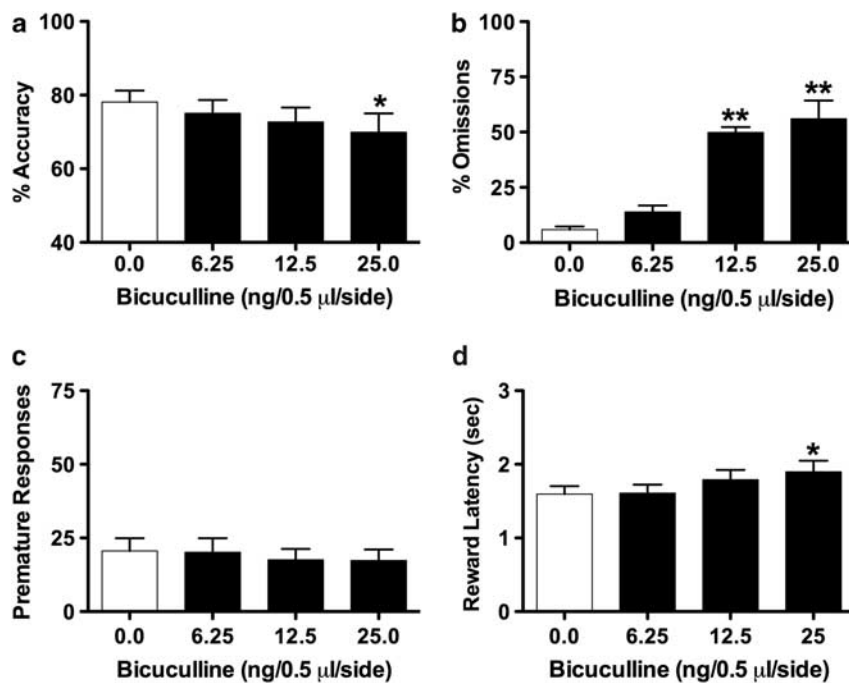 a
100
80
60
40
% Accuracy
*
0.0 6.25 12.5 25.0
Bicuculline (ng/0.5 μl/side)
b
100
75
50
25
0
% Omissions
** **
0.0 6.25 12.5 25.0
Bicuculline (ng/0.5 μl/side)
c
75
50
25
0
Premature Responses
0.0 6.25 12.5 25.0
Bicuculline (ng/0.5 μl/side)
d
3
2
1
0
Reward Latency (sec)
*
0.0 6.25 12.5 25
Bicuculline (ng/0.5 μl/side)